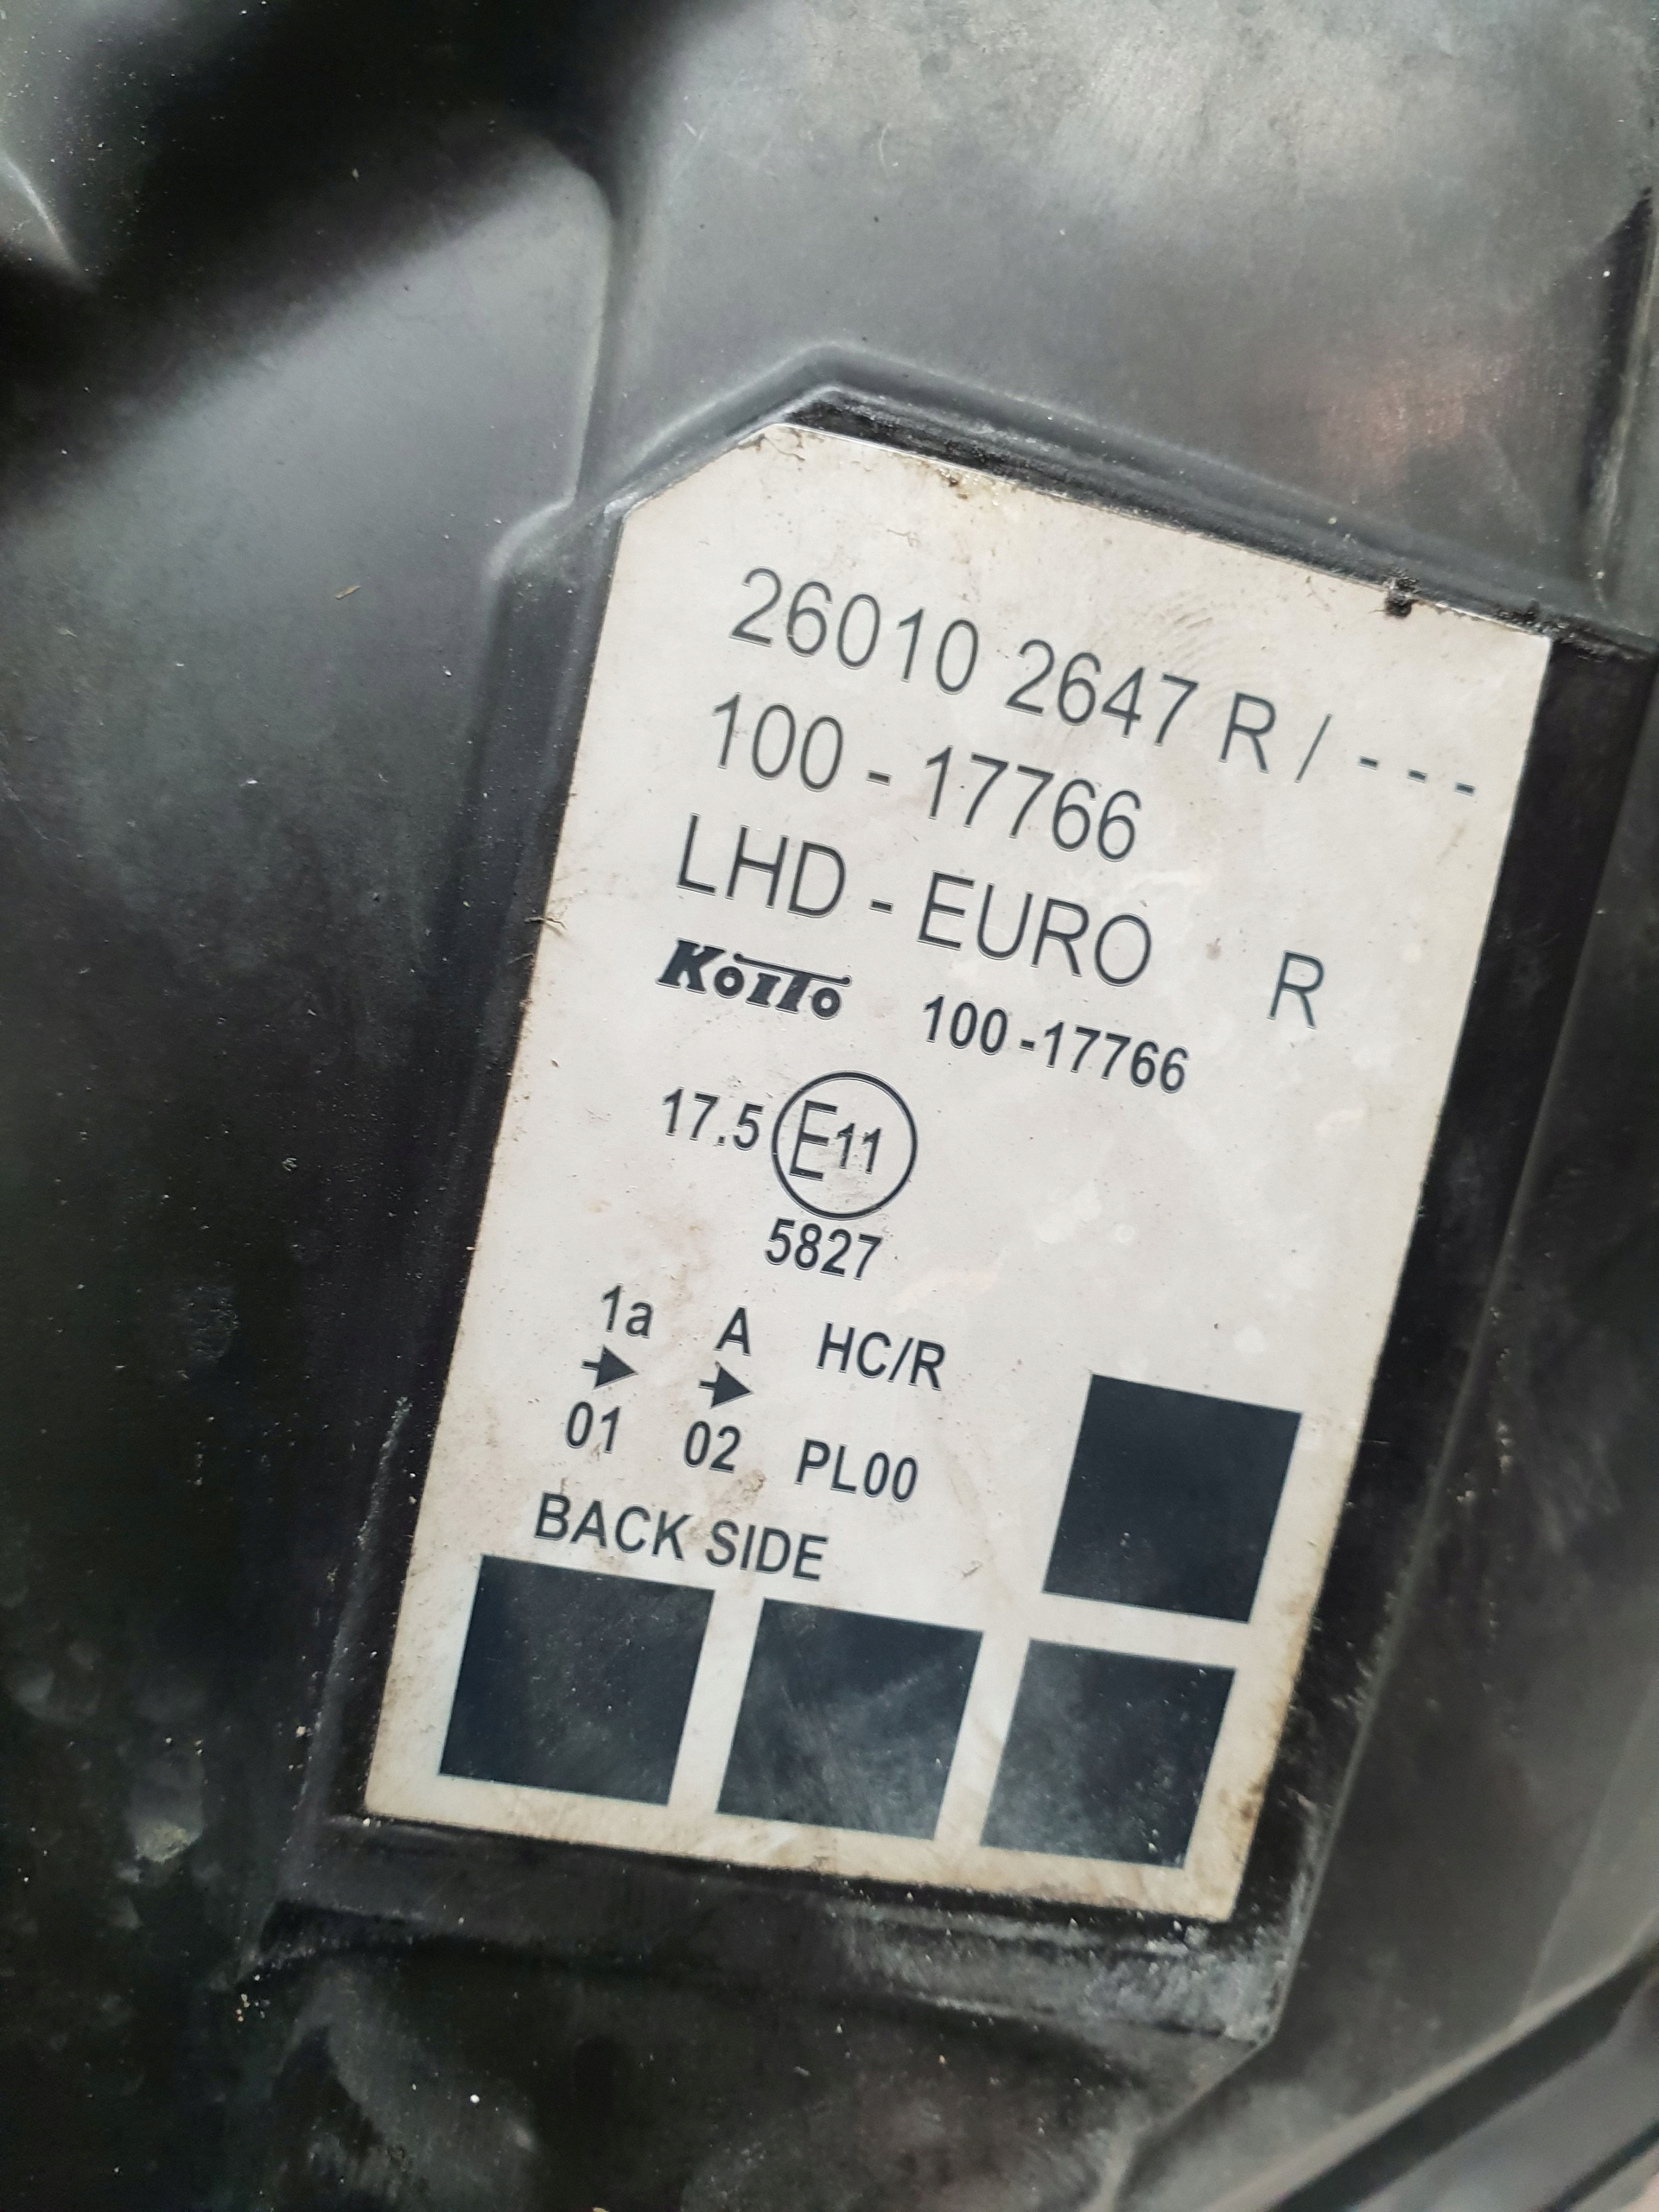 26010 2647 R / - - -
100 - 17766
LHD - EURO R
KOITO 100 -17766
17.5 E11
5827
1a A HC/R
→ →
01 02 PL00
BACK SIDE